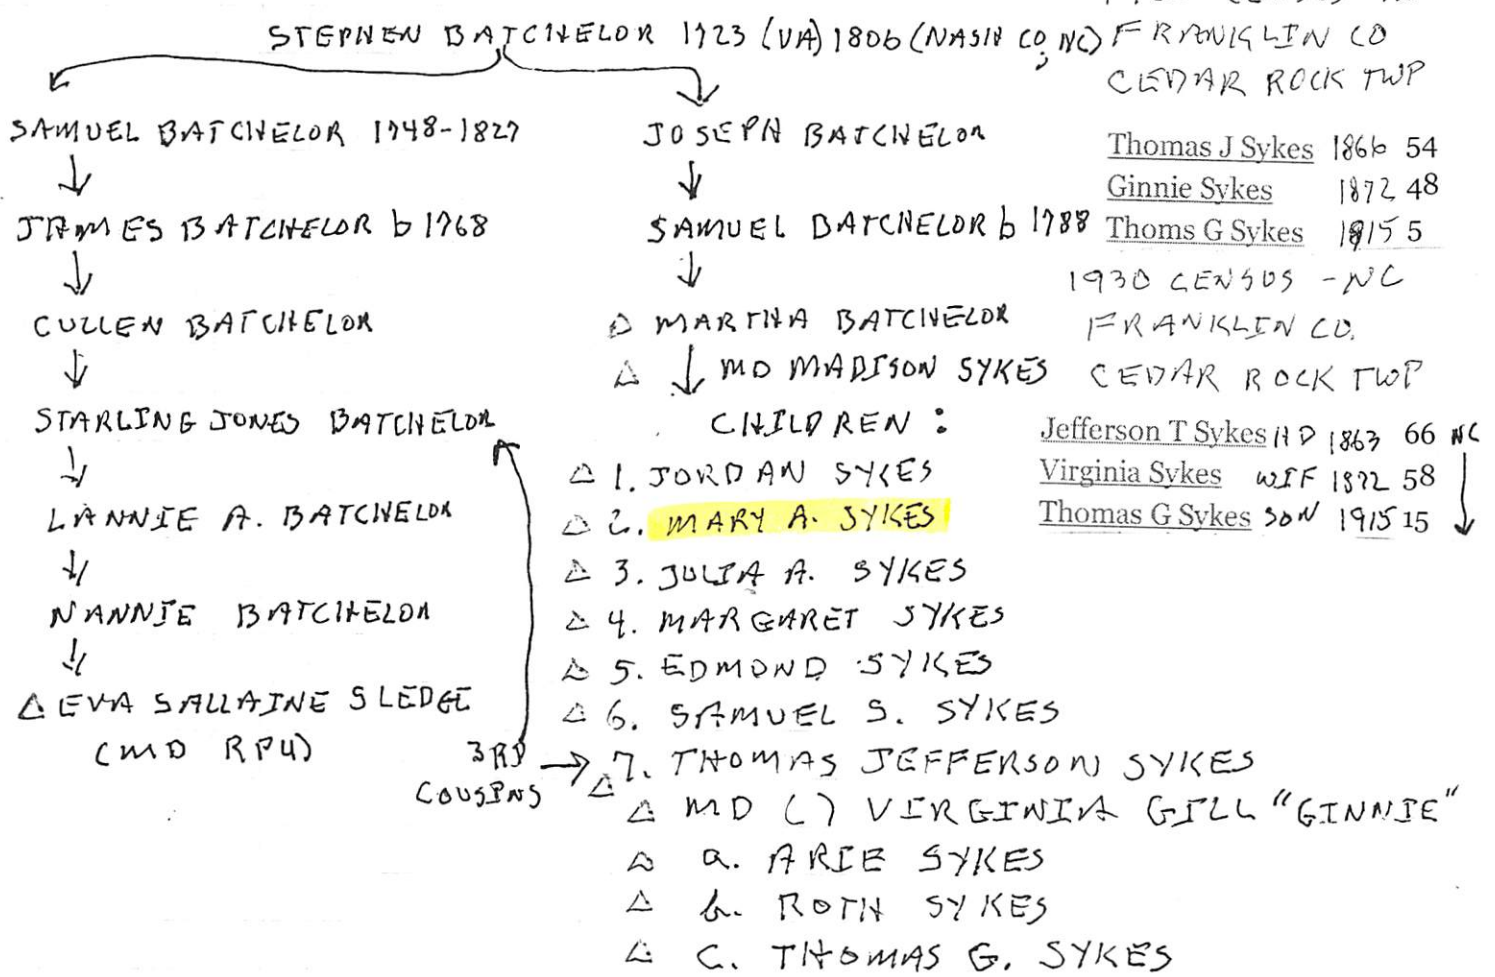 STEPHEN BATCHELOR 1723 (VA) 1806 (NASH CO, NC)
SAMUEL BATCHELOR 1748-1827
JAMES BATCHELOR b 1768
CULLEN BATCHELOR
STARLING JONES BATCHELOR
LANNIE A. BATCHELOR
NANNIE BATCHELOR
EVA SALLAINE SLEDGE
(MD RPU)
3RD
COUSINS
JOSEPH BATCHELOR
SAMUEL BATCHELOR b 1788
MARTHA BATCHELOR
MD MADISON SYKES
CHILDREN:
1. JORDAN SYKES
2. MARY A. SYKES
3. JULIA A. SYKES
4. MARGARET SYKES
5. EDMOND SYKES
6. SAMUEL S. SYKES
7. THOMAS JEFFERSON SYKES
MD ( ) VIRGINIA GILL "GINNIE"
a. ARIE SYKES
b. ROTH SYKES
C. THOMAS G. SYKES
FRANKLIN CO
CEDAR ROCK TWP
Thomas J Sykes 1866 54
Ginnie Sykes 1872 48
Thoms G Sykes 1915 5
1930 CENSUS - NC
FRANKLIN CO.
CEDAR ROCK TWP
Jefferson T Sykes HD 1863 66 NC
Virginia Sykes WIF 1872 58
Thomas G Sykes SON 1915 15